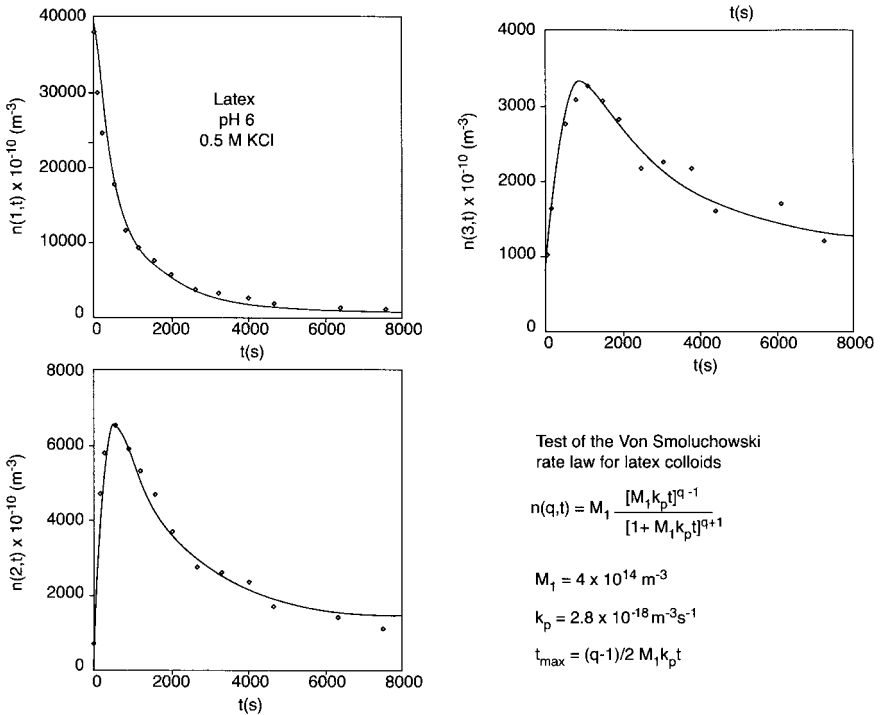 40000
30000
20000
10000
0
n(1,t) x 10⁻¹⁰ (m⁻³)
Latex
pH 6
0.5 M KCl
0 2000 4000 6000 8000
t(s)
t(s)
4000
3000
2000
1000
0
n(3,t) x 10⁻¹⁰ (m⁻³)
0 2000 4000 6000 8000
t(s)
8000
6000
4000
2000
0
n(2,t) x 10⁻¹⁰ (m⁻³)
0 2000 4000 6000 8000
t(s)
Test of the Von Smoluchowski
rate law for latex colloids
n(q,t) = M₁ [M₁kₚt]^(q-1) / [1+ M₁kₚt]^(q+1)
M₁ = 4 x 10¹⁴ m⁻³
kₚ = 2.8 x 10⁻¹⁸ m⁻³s⁻¹
t_max = (q-1)/2 M₁kₚt